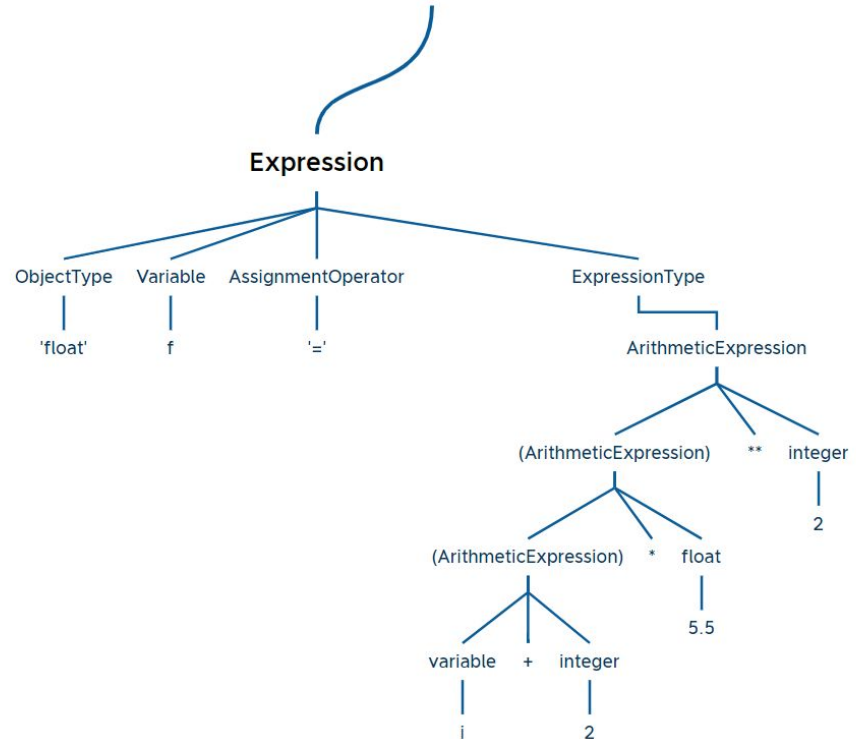 Expression
ObjectType Variable AssignmentOperator ExpressionType
'float' f '=' ArithmeticExpression
(ArithmeticExpression) ** integer
2
(ArithmeticExpression) * float
5.5
variable + integer
i 2